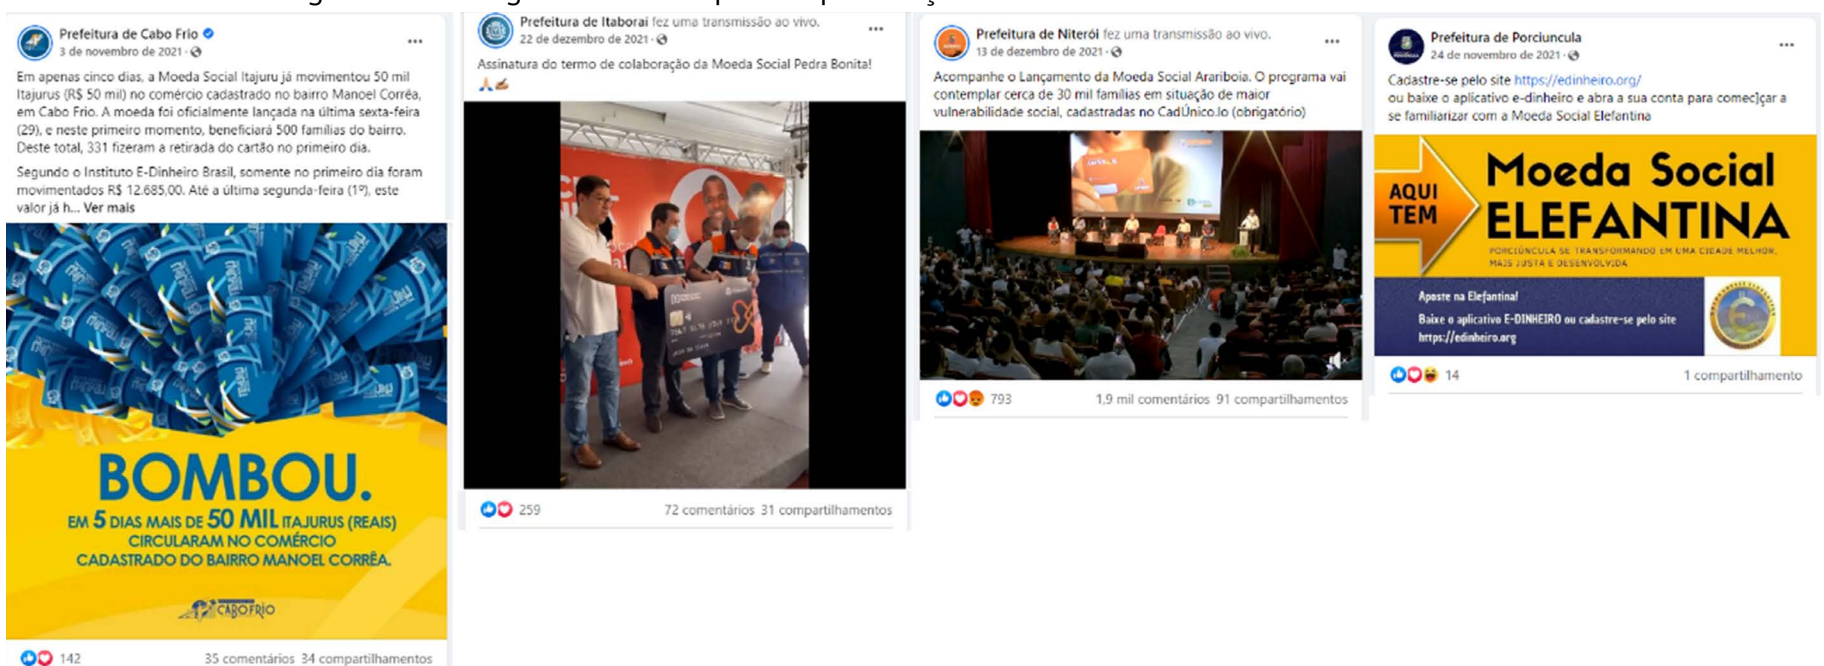 Prefeitura de Cabo Frio
3 de novembro de 2021 ·
Em apenas cinco dias, a Moeda Social Itajuru já movimentou 50 mil
Itajurus (R$ 50 mil) no comércio cadastrado no bairro Manoel Corrêa,
em Cabo Frio. A moeda foi oficialmente lançada na última sexta-feira
(29), e neste primeiro momento, beneficiará 500 famílias do bairro.
Deste total, 331 fizeram a retirada do cartão no primeiro dia.
Segundo o Instituto E-Dinheiro Brasil, somente no primeiro dia foram
movimentados R$ 12.685,00. Até a última segunda-feira (1º), este
valor já h... Ver mais
BOMBOU.
EM 5 DIAS MAIS DE 50 MIL ITAJURUS (REAIS)
CIRCULARAM NO COMÉRCIO
CADASTRADO DO BAIRRO MANOEL CORRÊA.
CABO FRIO
142
35 comentários 34 compartilhamentos
Prefeitura de Itaborai fez uma transmissão ao vivo.
22 de dezembro de 2021 ·
Assinatura do termo de colaboração da Moeda Social Pedra Bonita!
259
72 comentários 31 compartilhamentos
Prefeitura de Niterói fez uma transmissão ao vivo.
13 de dezembro de 2021 ·
Acompanhe o Lançamento da Moeda Social Arariboia. O programa vai
contemplar cerca de 30 mil famílias em situação de maior
vulnerabilidade social, cadastradas no CadÚnico.lo (obrigatório)
793
1,9 mil comentários 91 compartilhamentos
Prefeitura de Porciuncula
24 de novembro de 2021 ·
Cadastre-se pelo site https://edinheiro.org/
ou baixe o aplicativo e-dinheiro e abra a sua conta para comec]çar a
se familiarizar com a Moeda Social Elefantina
AQUI
TEM
Moeda Social
ELEFANTINA
PORCIÚNCULA SE TRANSFORMANDO EM UMA CIDADE MELHOR,
MAIS JUSTA E DESENVOLVIDA
Aposte na Elefantina!
Baixe o aplicativo E-DINHEIRO ou cadastre-se pelo site
https://edinheiro.org
14
1 compartilhamento